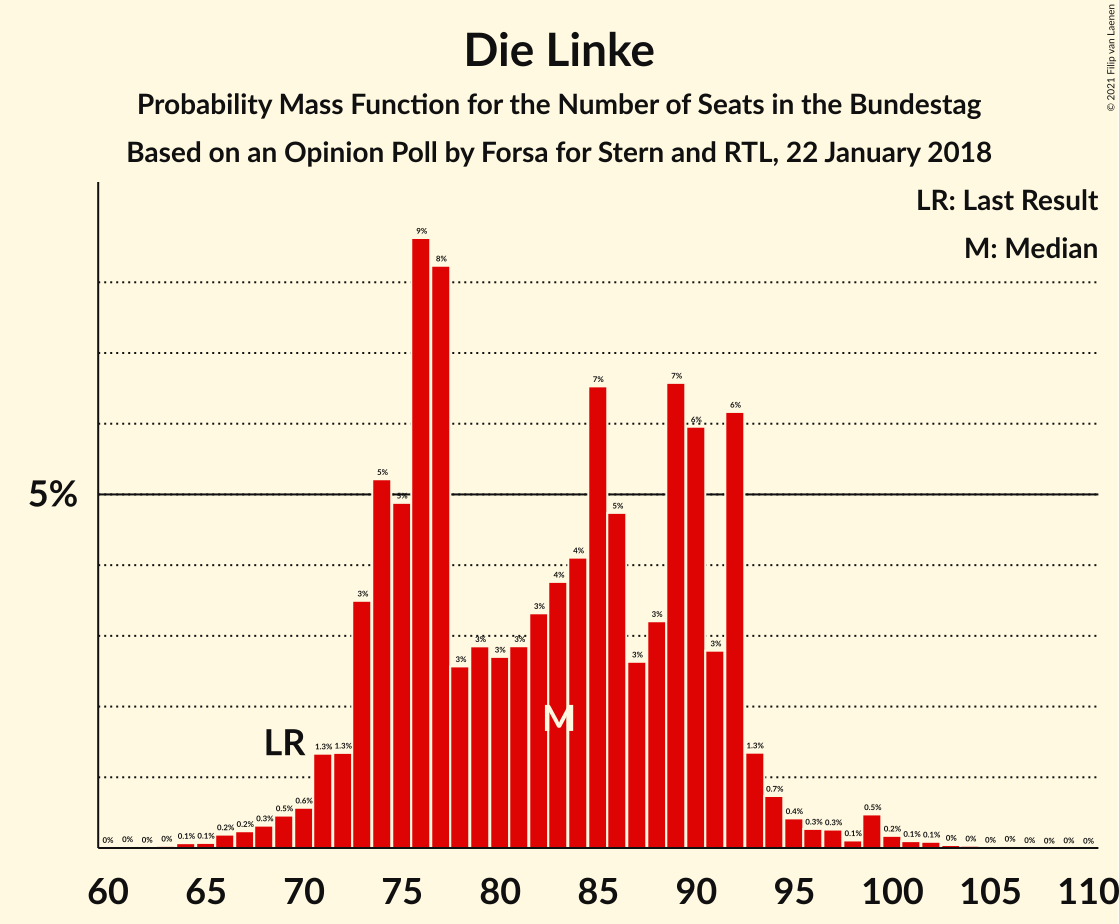 Die Linke
Probability Mass Function for the Number of Seats in the Bundestag
Based on an Opinion Poll by Forsa for Stern and RTL, 22 January 2018
© 2021 Filip van Laenen
LR: Last Result
M: Median
5%
0% 0% 0% 0% 0.1% 0.1% 0.2% 0.2% 0.3% 0.5% 0.6% 1.3% 1.3% 3% 5% 5% 9% 8% 3% 3% 3% 3% 3% 4% 4% 7% 5% 3% 3% 7% 6% 3% 6% 1.3% 0.7% 0.4% 0.3% 0.3% 0.1% 0.5% 0.2% 0.1% 0.1% 0% 0% 0% 0% 0% 0% 0% 0%
LR
M
60 65 70 75 80 85 90 95 100 105 110